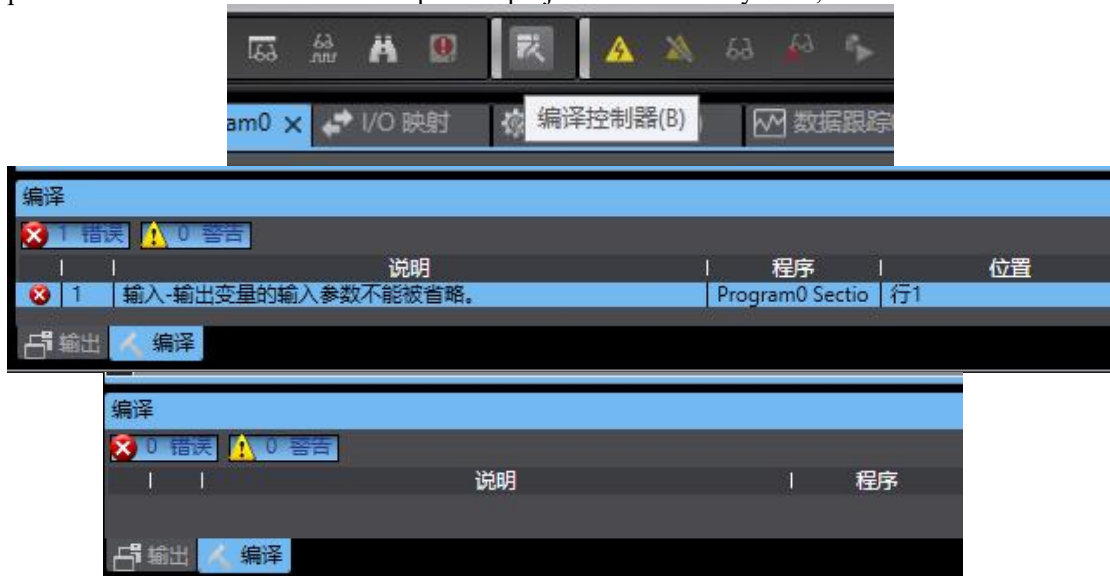 am0 × I/O 映射 编译控制器(B) 数据跟踪
编译
1 错误 0 警告
说明 程序 位置
1 输入-输出变量的输入参数不能被省略。 Program0 Sectio 行1
输出 编译
编译
0 错误 0 警告
说明 程序
输出 编译